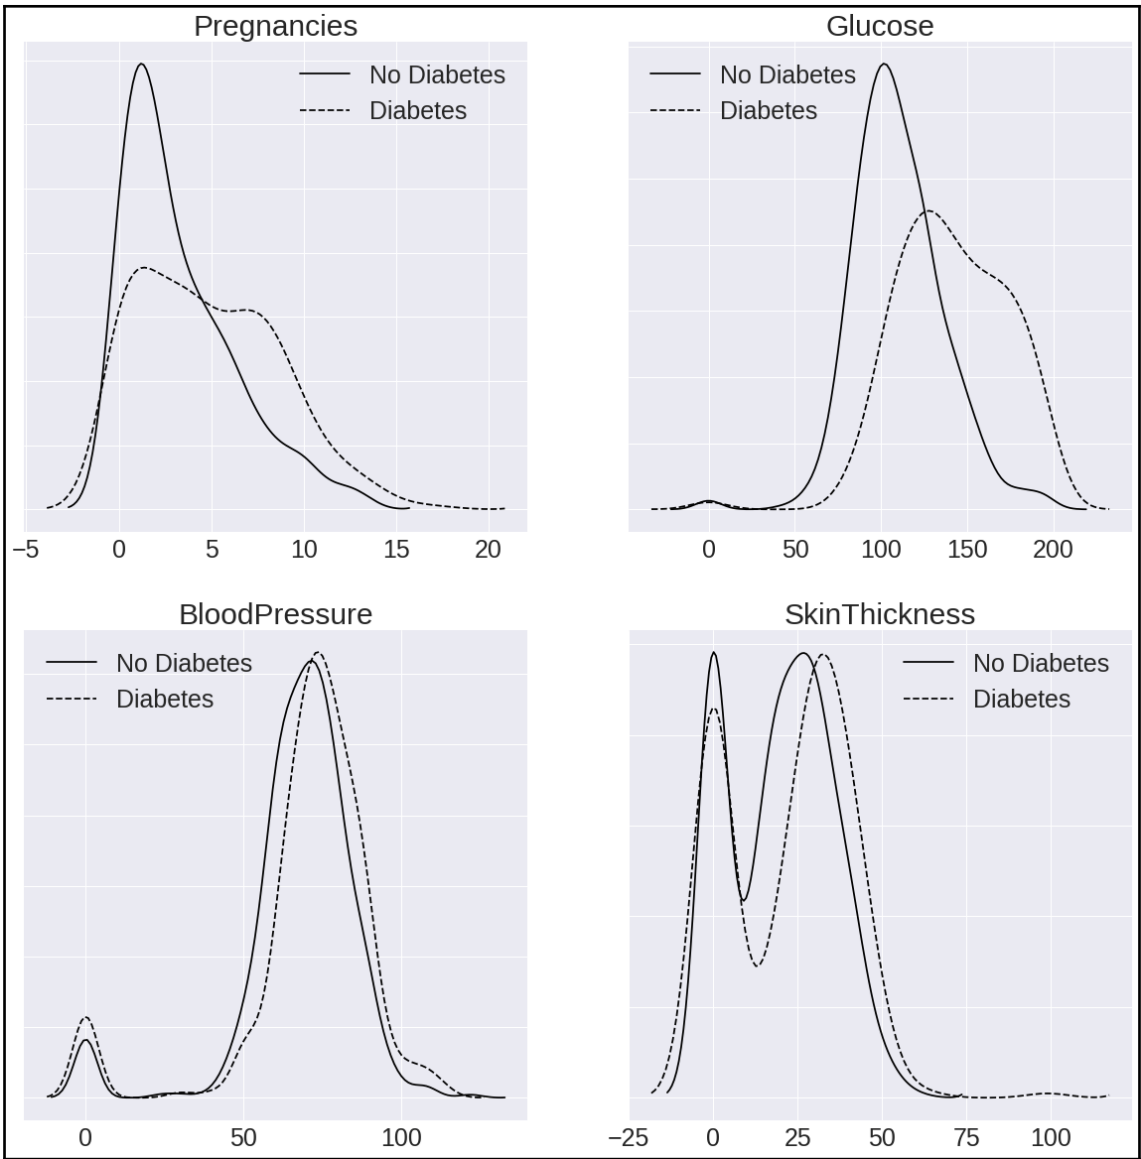 Pregnancies
No Diabetes
Diabetes
−5 0 5 10 15 20
Glucose
No Diabetes
Diabetes
0 50 100 150 200
BloodPressure
No Diabetes
Diabetes
0 50 100
SkinThickness
No Diabetes
Diabetes
−25 0 25 50 75 100